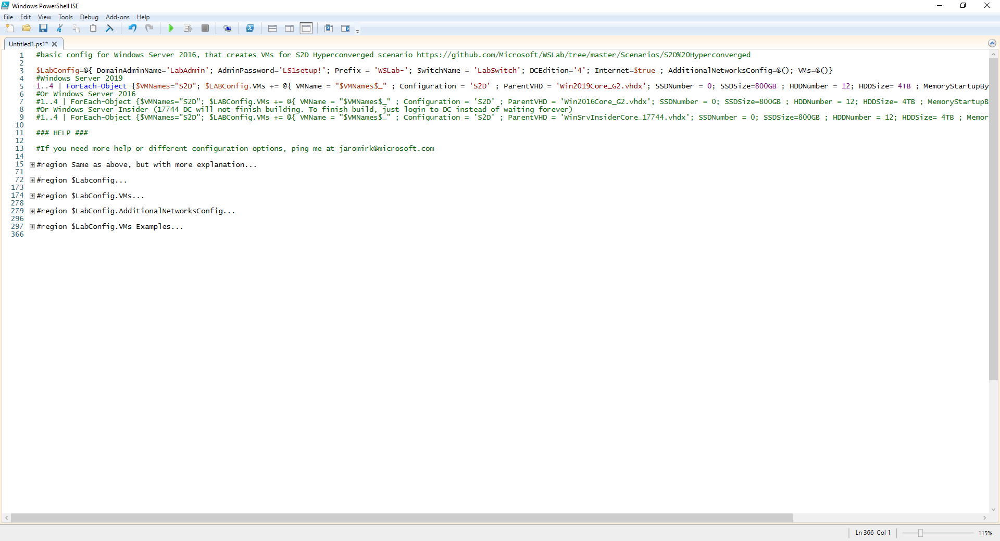 Windows PowerShell ISE
File Edit View Tools Debug Add-ons Help
Untitled1.ps1*
1 #basic config for Windows Server 2016, that creates VMs for S2D Hyperconverged scenario https://github.com/Microsoft/WSLab/tree/master/Scenarios/S2D%20Hyperconverged
2
3 $LabConfig=@{ DomainAdminName='LabAdmin'; AdminPassword='LS1setup!'; Prefix = 'WSLab-'; SwitchName = 'LabSwitch'; DCEdition='4'; Internet=$true ; AdditionalNetworksConfig=@(); VMs=@()}
4 #Windows Server 2019
5 1..4 | ForEach-Object {$VMNames="S2D"; $LABConfig.VMs += @{ VMName = "$VMNames$_" ; Configuration = 'S2D' ; ParentVHD = 'Win2019Core_G2.vhdx'; SSDNumber = 0; SSDSize=800GB ; HDDNumber = 12; HDDSize= 4TB ; MemoryStartupBy
6 #Or Windows Server 2016
7 #1..4 | ForEach-Object {$VMNames="S2D"; $LABConfig.VMs += @{ VMName = "$VMNames$_" ; Configuration = 'S2D' ; ParentVHD = 'Win2016Core_G2.vhdx'; SSDNumber = 0; SSDSize=800GB ; HDDNumber = 12; HDDSize= 4TB ; MemoryStartupB
8 #Or Windows Server Insider (17744 DC will not finish building. To finish build, just login to DC instead of waiting forever)
9 #1..4 | ForEach-Object {$VMNames="S2D"; $LABConfig.VMs += @{ VMName = "$VMNames$_" ; Configuration = 'S2D' ; ParentVHD = 'WinSrvInsiderCore_17744.vhdx'; SSDNumber = 0; SSDSize=800GB ; HDDNumber = 12; HDDSize= 4TB ; Memor
10
11 ### HELP ###
12
13 #If you need more help or different configuration options, ping me at jaromirk@microsoft.com
14
15 #region Same as above, but with more explanation...
71
72 #region $Labconfig...
173
174 #region $LabConfig.VMs...
278
279 #region $LabConfig.AdditionalNetworksConfig...
296
297 #region $LabConfig.VMs Examples...
366
Ln 366 Col 1 115%